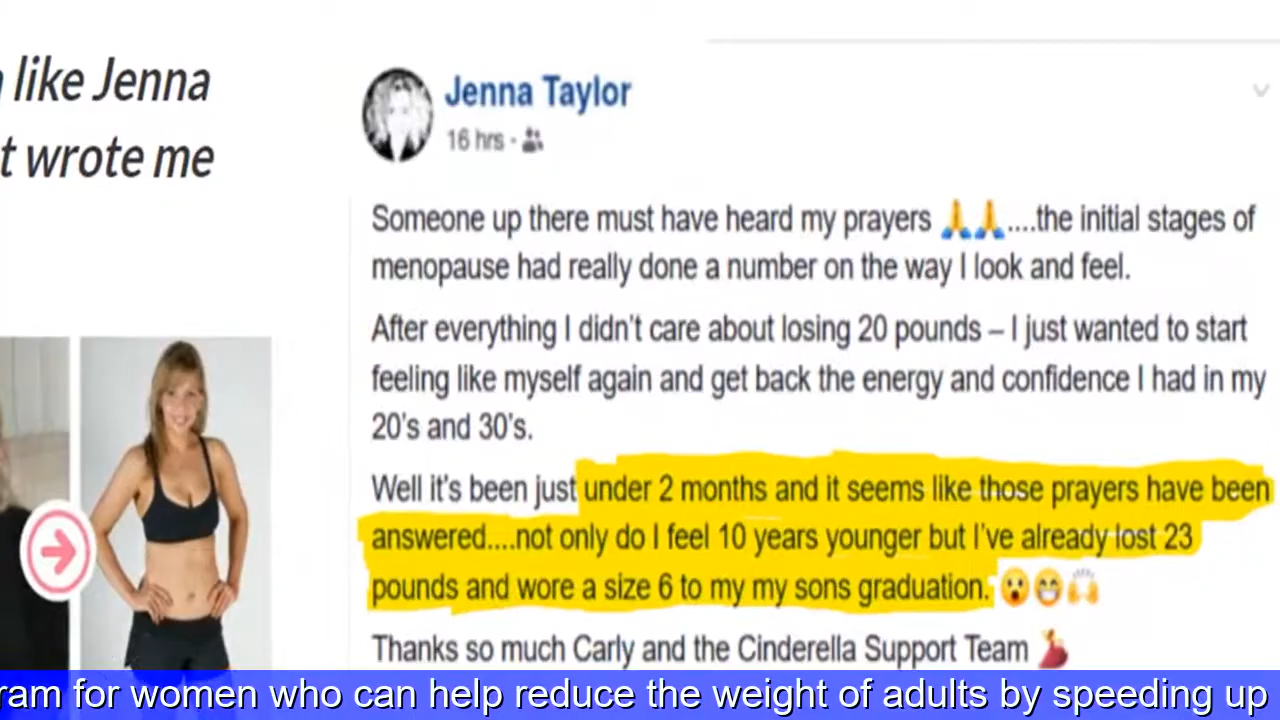 like Jenna
t wrote me
Jenna Taylor
16 hrs ·
Someone up there must have heard my prayers 🙏🙏....the initial stages of
menopause had really done a number on the way I look and feel.
After everything I didn't care about losing 20 pounds – I just wanted to start
feeling like myself again and get back the energy and confidence I had in my
20's and 30's.
Well it's been just under 2 months and it seems like those prayers have been
answered....not only do I feel 10 years younger but I've already lost 23
pounds and wore a size 6 to my my sons graduation. 😮😁🙌
Thanks so much Carly and the Cinderella Support Team 💃
ram for women who can help reduce the weight of adults by speeding up